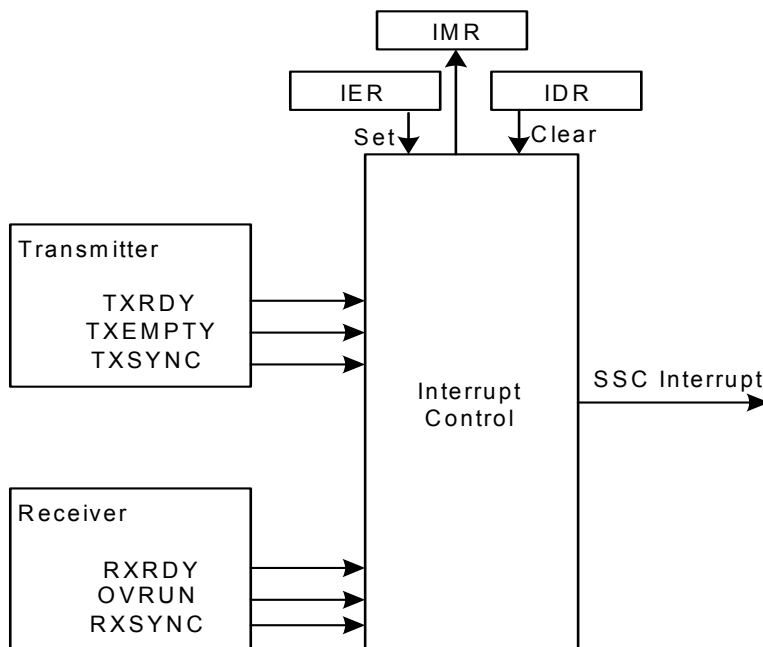 IMR
IER
IDR
Set
Clear
Transmitter
TXRDY
TXEMPTY
TXSYNC
Interrupt
Control
SSC Interrupt
Receiver
RXRDY
OVRUN
RXSYNC